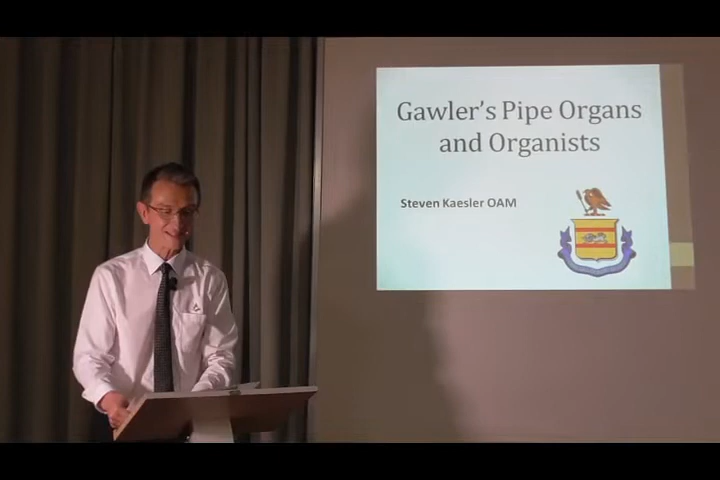 Gawler's Pipe Organs
and Organists
Steven Kaesler OAM